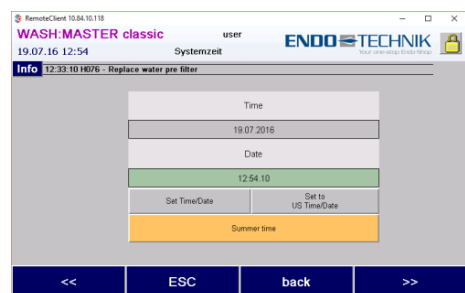 RemoteClient 10.84.10.118
WASH:MASTER classic user
ENDO TECHNIK
Your one-stop Endo-Shop
19.07.16 12:54 Systemzeit
Info 12:33:10 H076 - Replace water pre filter
Time
19.07.2016
Date
12:54.10
Set Time/Date
Set to
US Time/Date
Summer time
<< ESC back >>